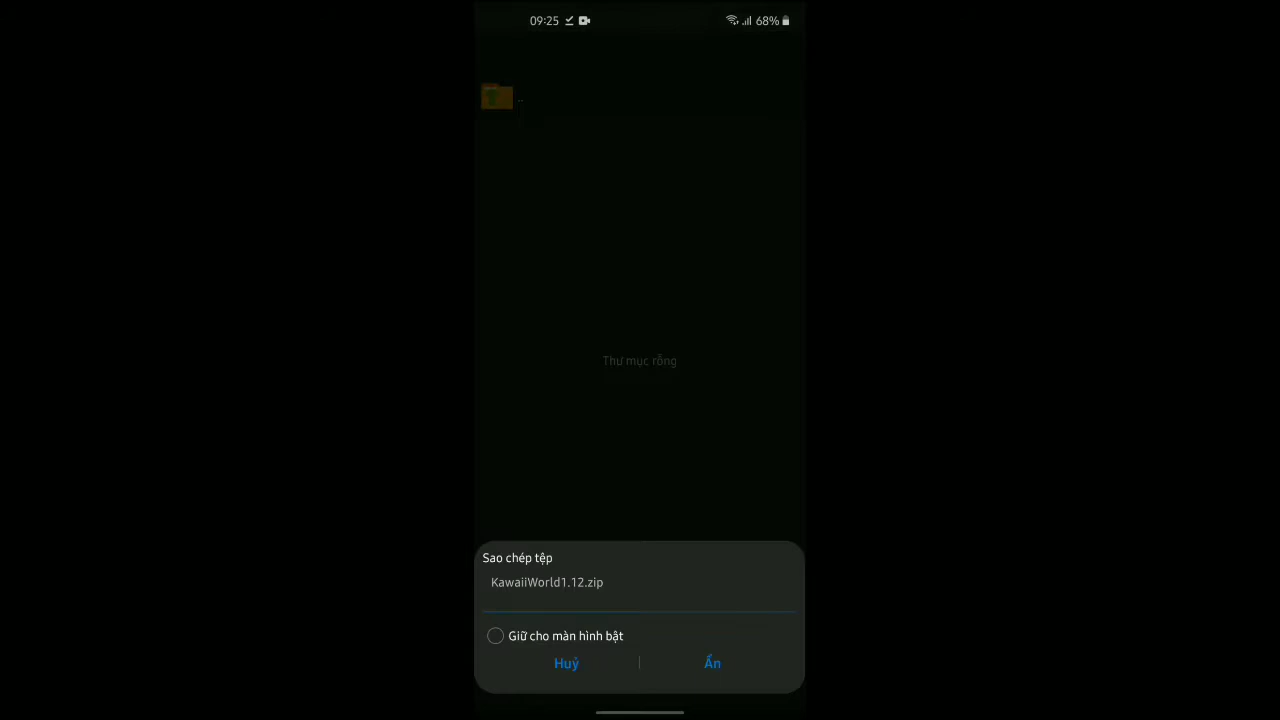 09:25
68%
..
Thư mục rỗng
Sao chép tệp
KawaiiWorld1.12.zip
Giữ cho màn hình bật
Huỷ
Ẩn